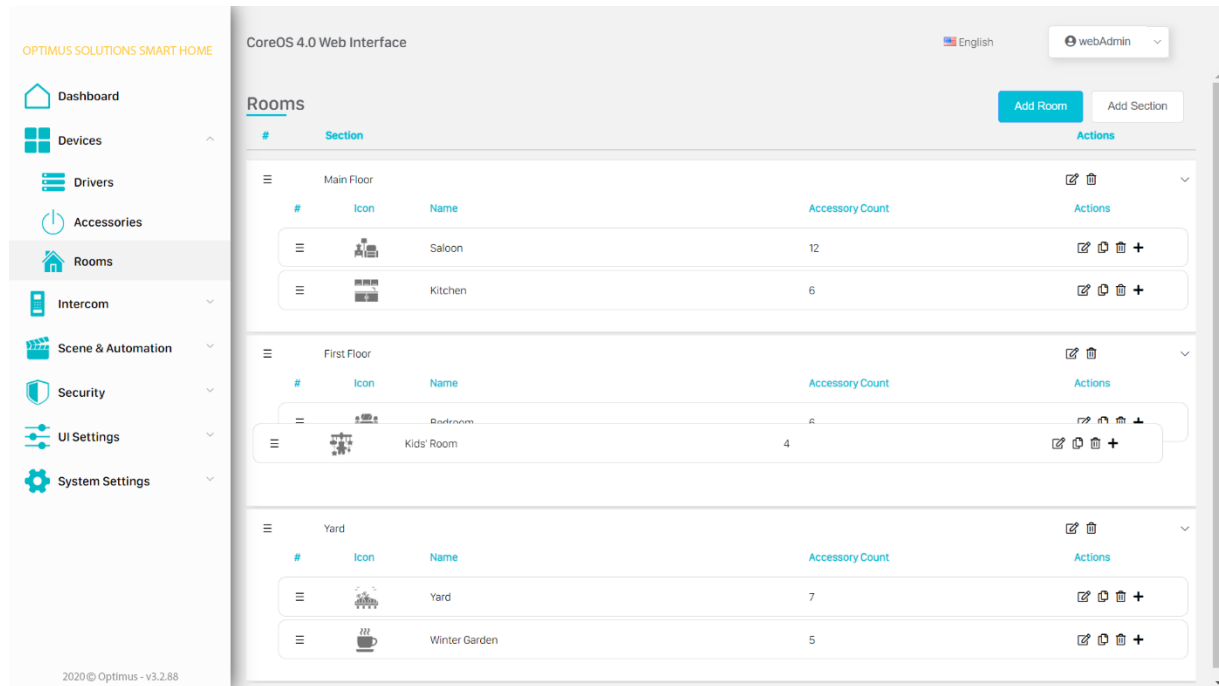 OPTIMUS SOLUTIONS SMART HOME
Dashboard
Devices
Drivers
Accessories
Rooms
Intercom
Scene & Automation
Security
UI Settings
System Settings
2020© Optimus - v3.2.88
CoreOS 4.0 Web Interface
English
webAdmin
Rooms
Add Room Add Section
# Section Actions
Main Floor
# Icon Name Accessory Count Actions
Saloon 12
Kitchen 6
First Floor
# Icon Name Accessory Count Actions
Bedroom 6
Kids' Room 4
Yard
# Icon Name Accessory Count Actions
Yard 7
Winter Garden 5